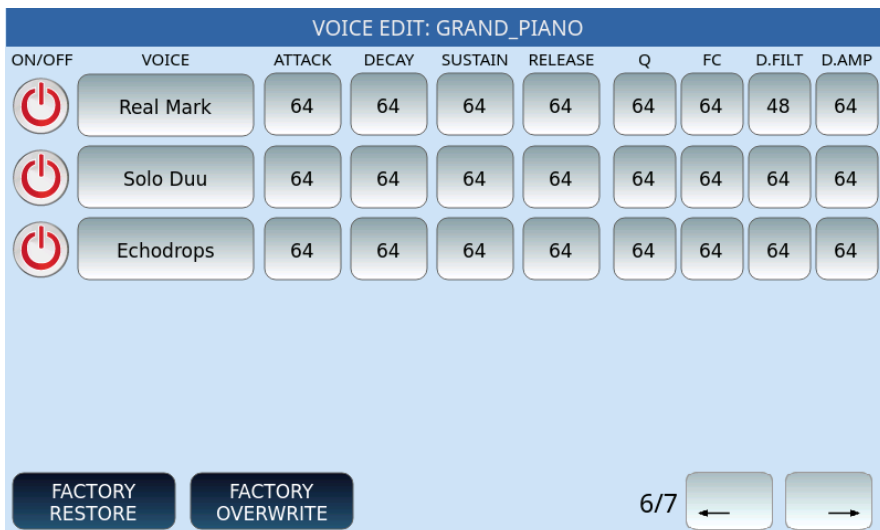 VOICE EDIT: GRAND_PIANO
ON/OFF VOICE ATTACK DECAY SUSTAIN RELEASE Q FC D.FILT D.AMP
Real Mark 64 64 64 64 64 64 48 64
Solo Duu 64 64 64 64 64 64 64 64
Echodrops 64 64 64 64 64 64 64 64
FACTORY RESTORE FACTORY OVERWRITE 6/7